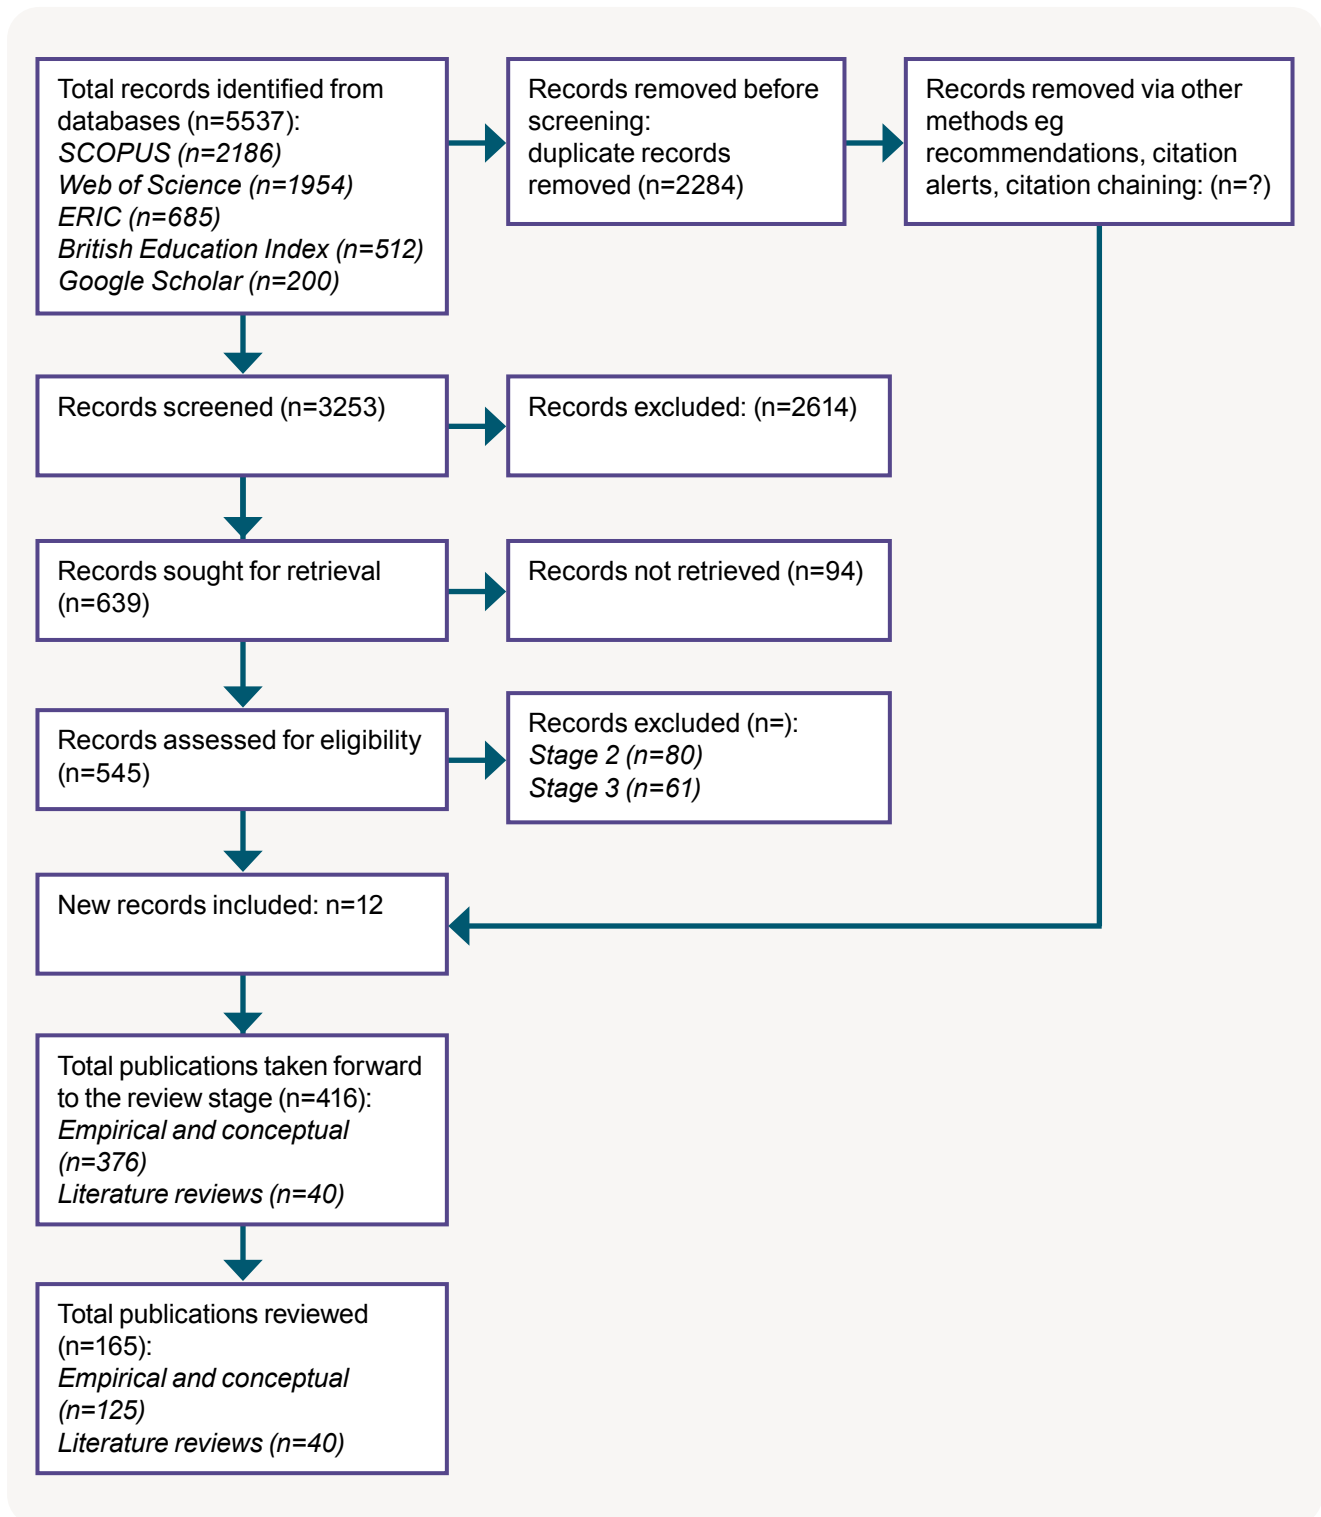 Total records identified from
databases (n=5537):
SCOPUS (n=2186)
Web of Science (n=1954)
ERIC (n=685)
British Education Index (n=512)
Google Scholar (n=200)
Records removed before
screening:
duplicate records
removed (n=2284)
Records removed via other
methods eg
recommendations, citation
alerts, citation chaining: (n=?)
Records screened (n=3253)
Records excluded: (n=2614)
Records sought for retrieval
(n=639)
Records not retrieved (n=94)
Records assessed for eligibility
(n=545)
Records excluded (n=):
Stage 2 (n=80)
Stage 3 (n=61)
New records included: n=12
Total publications taken forward
to the review stage (n=416):
Empirical and conceptual
(n=376)
Literature reviews (n=40)
Total publications reviewed
(n=165):
Empirical and conceptual
(n=125)
Literature reviews (n=40)